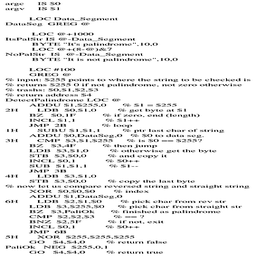 argc IS $0
argv IS $1
LOC Data_Segment
DataSeg GREG @
LOC @+1000
ItsPalStr IS @-Data_Segment
BYTE "It's palindrome",10,0
LOC @+(8-@)&7
NoPalStr IS @-Data_Segment
BYTE "It is not palindrome",10,0
LOC #100
GREG @
% input: $255 points to where the string to be checked is
% returns $255 0 if not palindrome, not zero otherwise
% trashs: $0,$1,$2,$3
% return address $4
DetectPalindrome LOC @
ADDU $1,$255,0 % $1 = $255
2H LDB $0,$1,0 % get byte at $1
BZ $0,1F % if zero, end (length)
INCL $1,1 % $1++
JMP 2B % loop
1H SUBU $1,$1,1 % ptr last char of string
ADDU $0,DataSeg,0 % $0 to data seg.
3H CMP $3,$1,$255 % is $0 == $255?
BZ $3,4F % then jump
LDB $3,$1,0 % otherwise get the byte
STB $3,$0,0 % and copy it
INCL $0,1 % $0++
SUB $1,$1,1 % $1--
JMP 3B
4H LDB $3,$1,0
STB $3,$0,0 % copy the last byte
% now let us compare reversed string and straight string
XOR $0,$0,$0 % index
ADDU $1,DataSeg,0
6H LDB $2,$1,$0 % pick char from rev str
LDB $3,$255,$0 % pick char from straight str
BZ $3,PaliOk % finished as palindrome
CMP $2,$2,$3 % == ?
BNZ $2,5F % if not, exit
INCL $0,1 % $0++
JMP 6B
5H XOR $255,$255,$255
GO $4,$4,0 % return false
PaliOk NEG $255,0,1
GO $4,$4,0 % return true